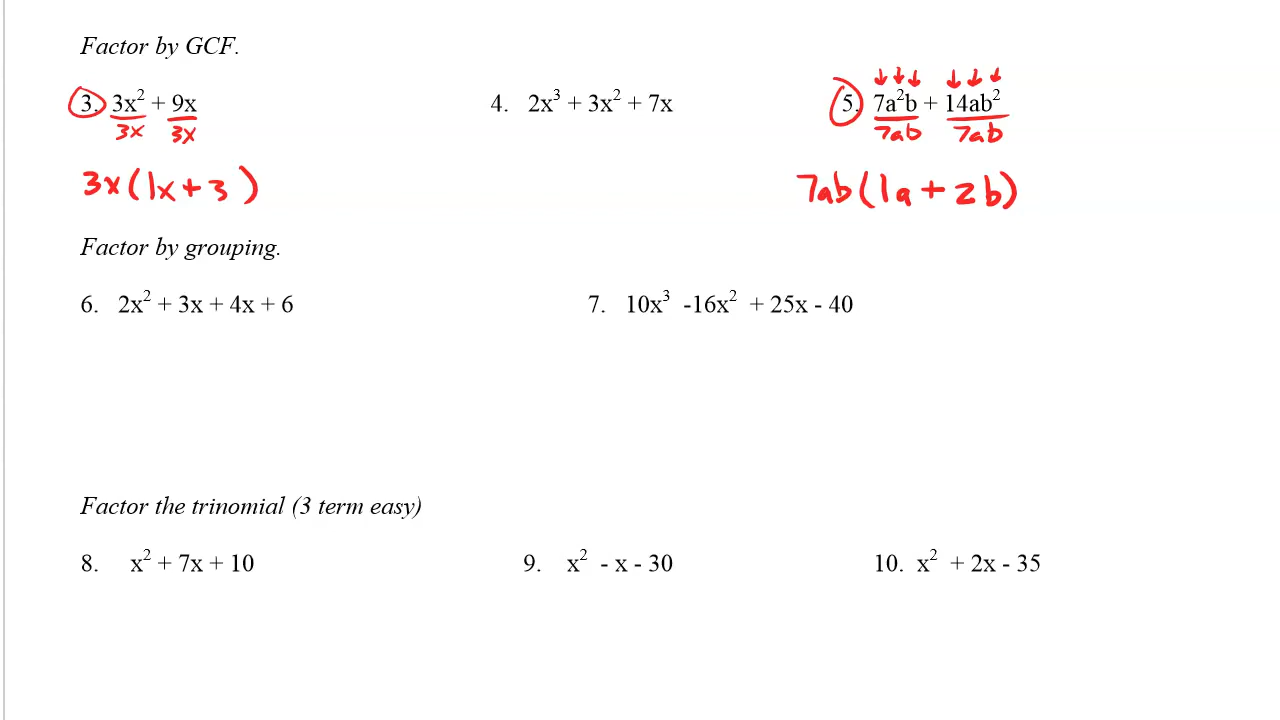 Factor by GCF.
3. 3x² + 9x 4. 2x³ + 3x² + 7x 5. 7a²b + 14ab²
3x 3x 7ab 7ab
3x(1x + 3) 7ab(1a + 2b)
Factor by grouping.
6. 2x² + 3x + 4x + 6 7. 10x³ -16x² + 25x - 40
Factor the trinomial (3 term easy)
8. x² + 7x + 10 9. x² - x - 30 10. x² + 2x - 35